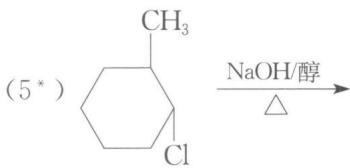 CH₃
(5*)
NaOH/醇
△
Cl